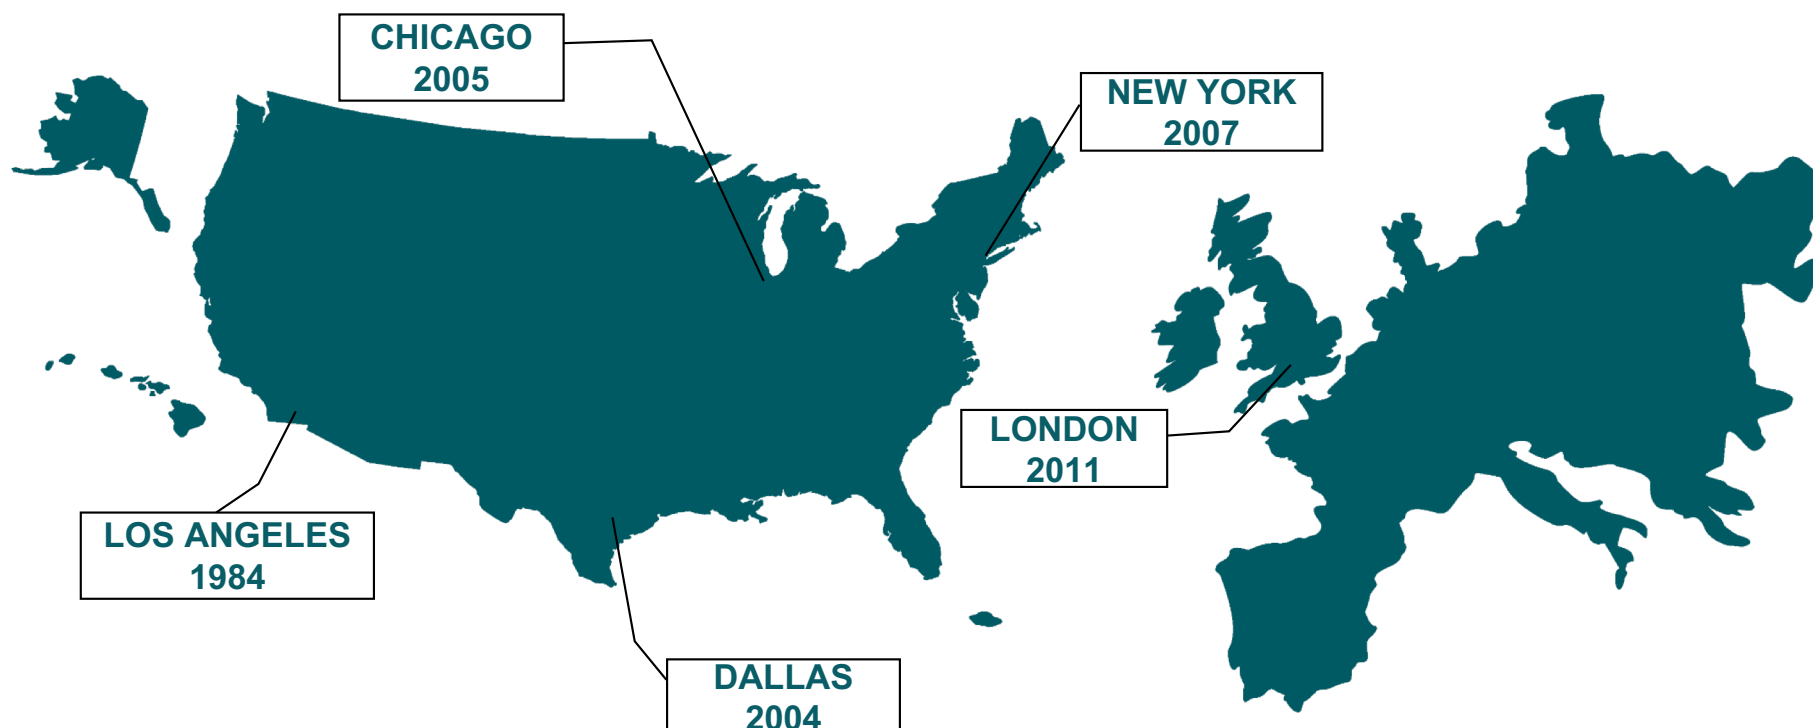 CHICAGO
2005
NEW YORK
2007
LONDON
2011
LOS ANGELES
1984
DALLAS
2004